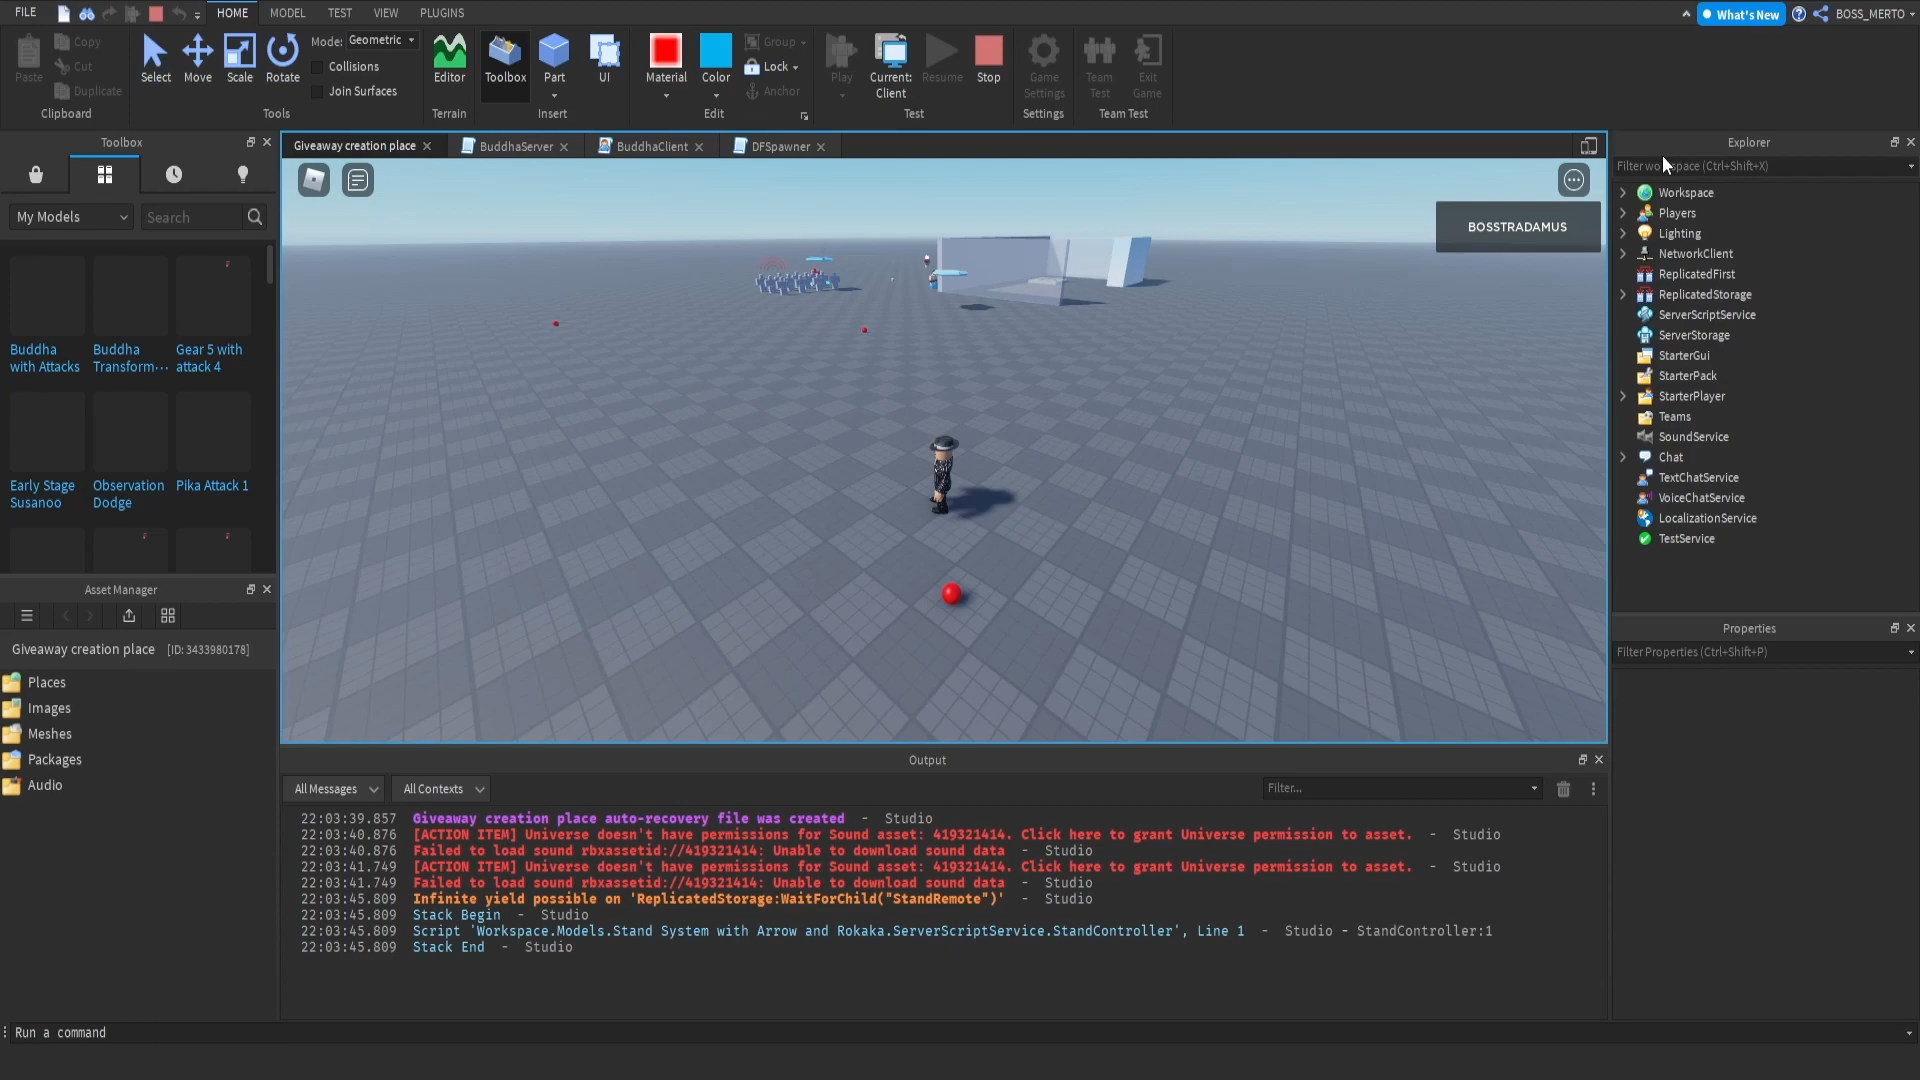 FILE HOME MODEL TEST VIEW PLUGINS What's New BOSS_MERTO
Paste Copy Cut Duplicate Clipboard
Select Move Scale Rotate Mode: Geometric Collisions Join Surfaces Tools
Editor Terrain
Toolbox Part UI Insert
Material Color Group Lock Anchor Edit
Play Current: Client Resume Stop Test
Game Settings Settings
Team Test Exit Game Team Test
Toolbox
My Models Search
Buddha with Attacks
Buddha Transform...
Gear 5 with attack 4
Early Stage Susanoo
Observation Dodge
Pika Attack 1
Asset Manager
Giveaway creation place [ID: 3433980178]
Places
Images
Meshes
Packages
Audio
Giveaway creation place BuddhaServer BuddhaClient DFSpawner
BOSSTRADAMUS
Output
All Messages All Contexts Filter...
22:03:39.857 Giveaway creation place auto-recovery file was created - Studio
22:03:40.876 [ACTION ITEM] Universe doesn't have permissions for Sound asset: 419321414. Click here to grant Universe permission to asset. - Studio
22:03:40.876 Failed to load sound rbxassetid://419321414: Unable to download sound data - Studio
22:03:41.749 [ACTION ITEM] Universe doesn't have permissions for Sound asset: 419321414. Click here to grant Universe permission to asset. - Studio
22:03:41.749 Failed to load sound rbxassetid://419321414: Unable to download sound data - Studio
22:03:45.809 Infinite yield possible on 'ReplicatedStorage:WaitForChild("StandRemote")' - Studio
22:03:45.809 Stack Begin - Studio
22:03:45.809 Script 'Workspace.Models.Stand System with Arrow and Rokaka.ServerScriptService.StandController', Line 1 - Studio - StandController:1
22:03:45.809 Stack End - Studio
Explorer
Filter workspace (Ctrl+Shift+X)
Workspace
Players
Lighting
NetworkClient
ReplicatedFirst
ReplicatedStorage
ServerScriptService
ServerStorage
StarterGui
StarterPack
StarterPlayer
Teams
SoundService
Chat
TextChatService
VoiceChatService
LocalizationService
TestService
Properties
Filter Properties (Ctrl+Shift+P)
Run a command